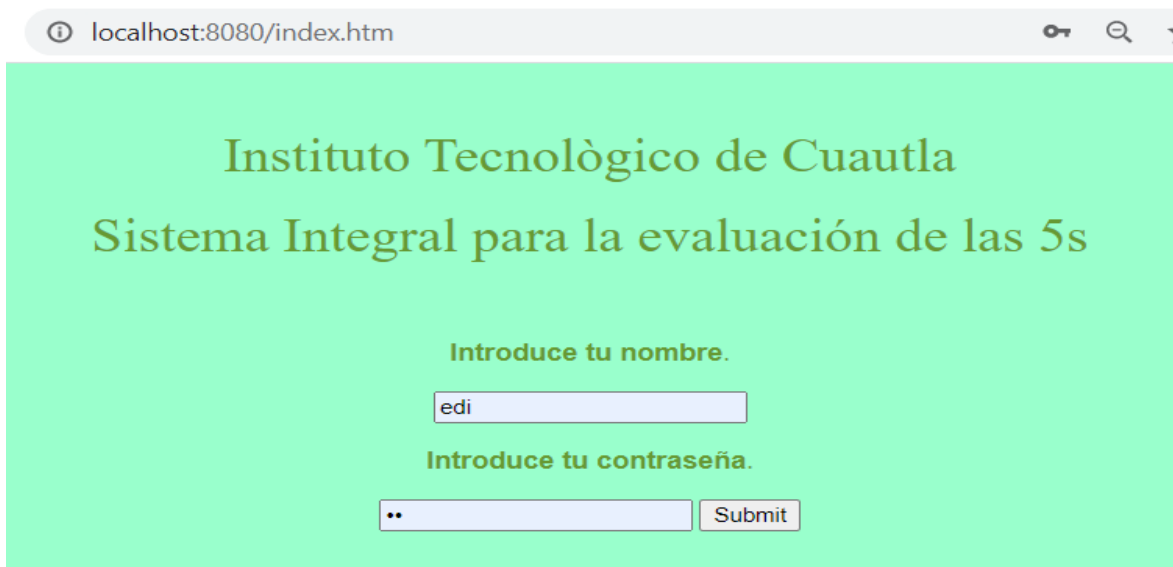 localhost:8080/index.htm
Instituto Tecnològico de Cuautla
Sistema Integral para la evaluación de las 5s
Introduce tu nombre.
edi
Introduce tu contraseña.
•• Submit